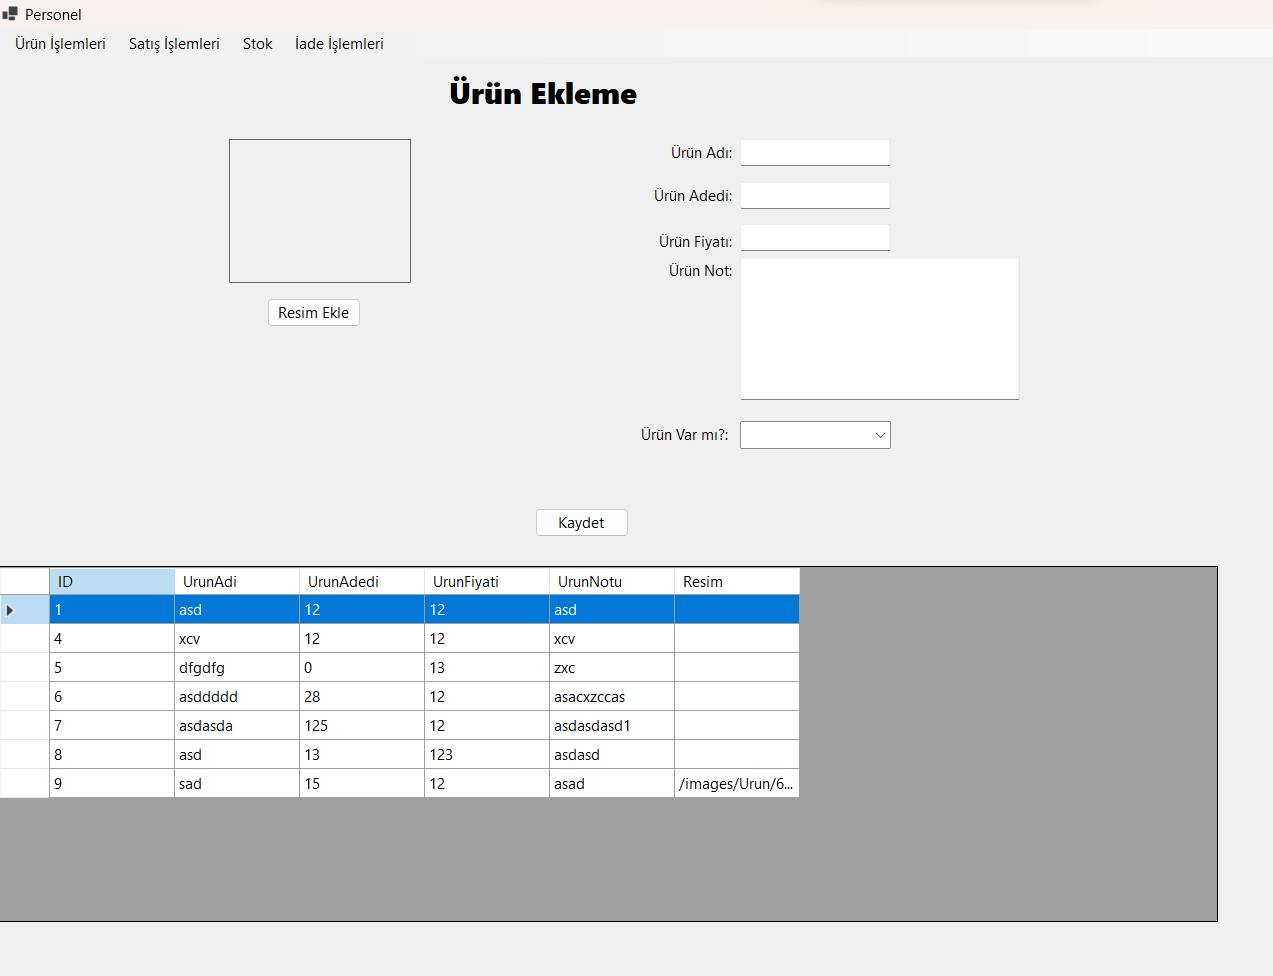 Personel
Ürün İşlemleri Satış İşlemleri Stok İade İşlemleri
Ürün Ekleme
Ürün Adı:
Ürün Adedi:
Ürün Fiyatı:
Ürün Not:
Resim Ekle
Ürün Var mı?:
Kaydet
ID UrunAdi UrunAdedi UrunFiyati UrunNotu Resim
1 asd 12 12 asd
4 xcv 12 12 xcv
5 dfgdfg 0 13 zxc
6 asddddd 28 12 asacxzccas
7 asdasda 125 12 asdasdasd1
8 asd 13 123 asdasd
9 sad 15 12 asad /images/Urun/6...